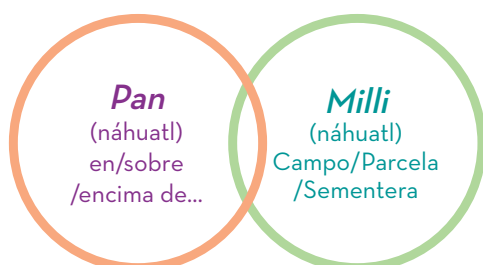 Pan
(náhuatl)
en/sobre
/encima de...
Milli
(náhuatl)
Campo/Parcela
/Sementera